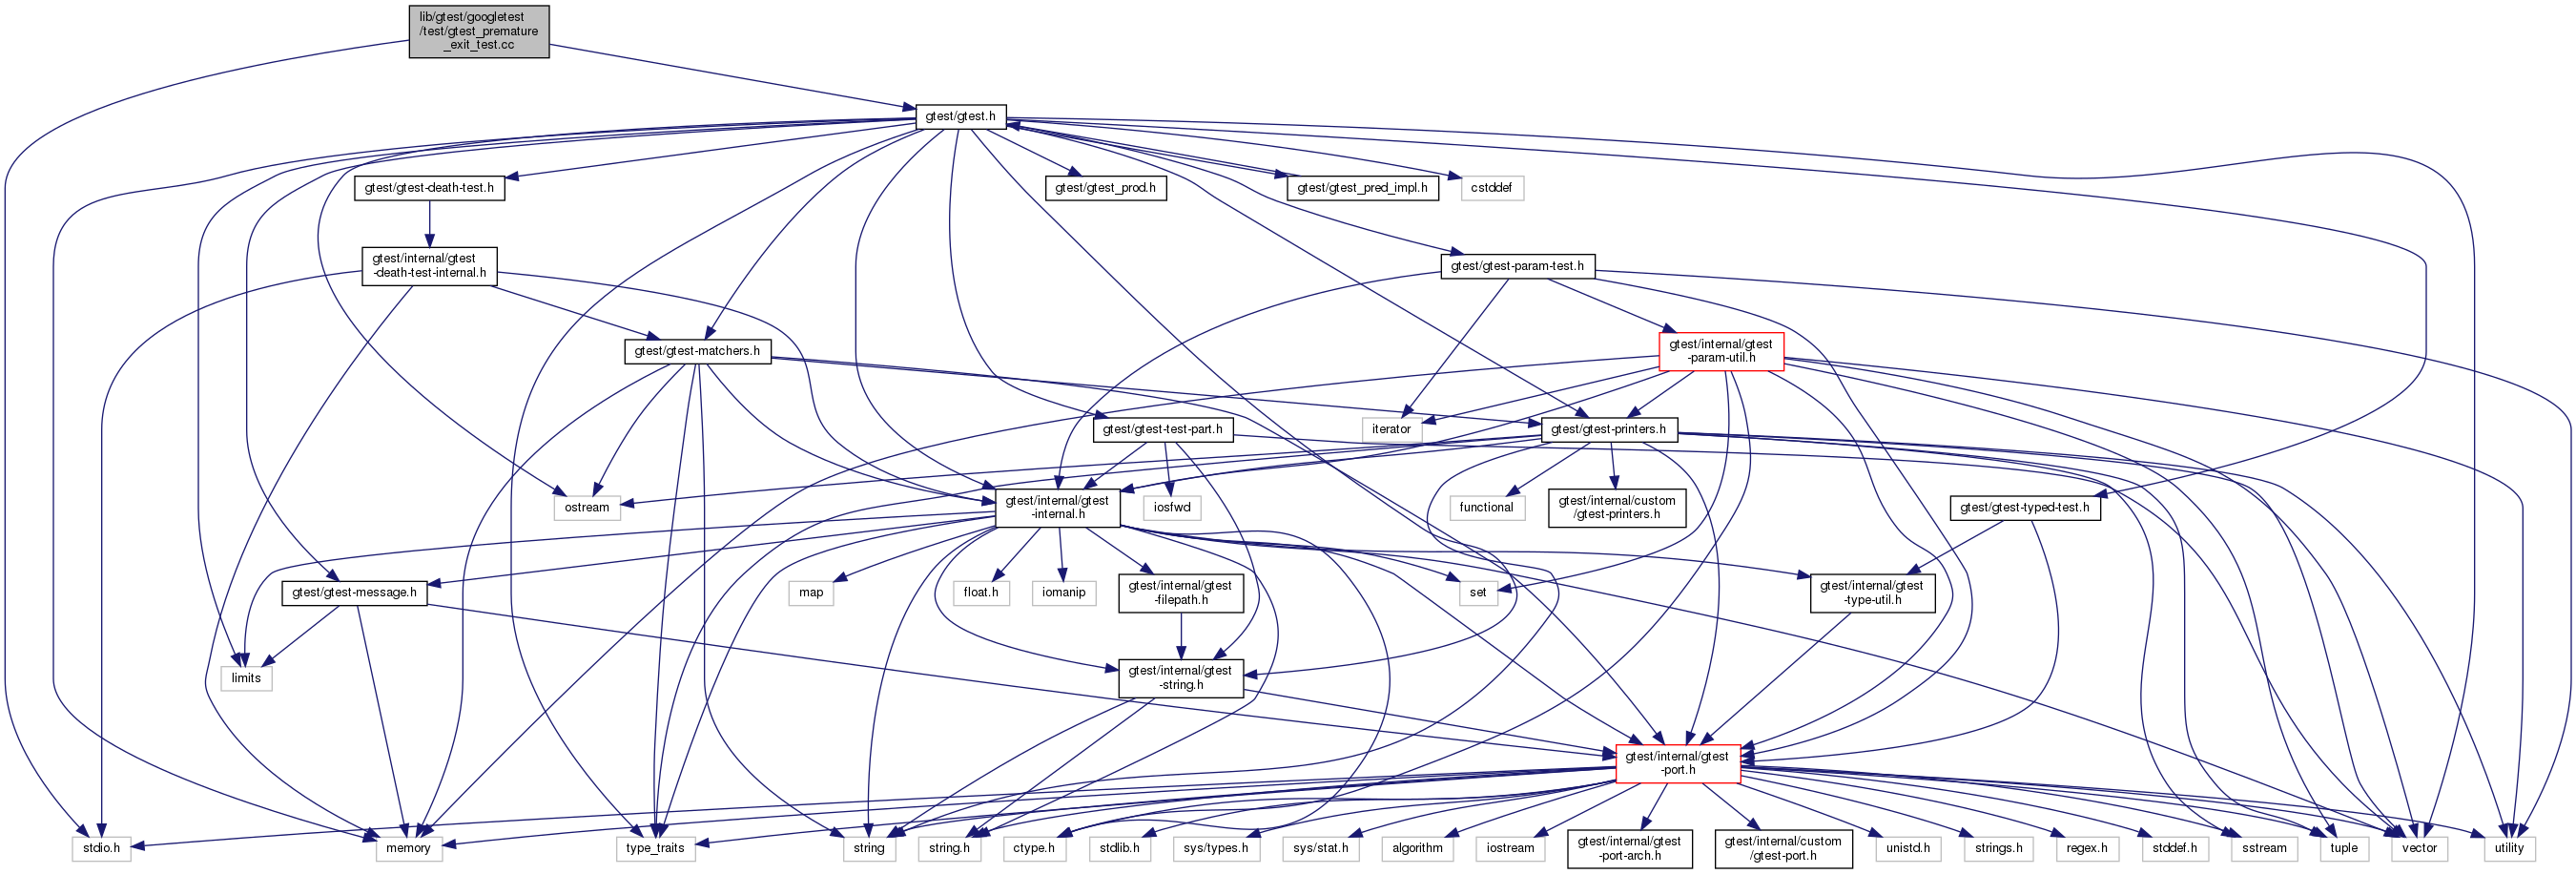 lib/gtest/googletest
/test/gtest_premature
_exit_test.cc
gtest/gtest.h
gtest/gtest-death-test.h
gtest/gtest_prod.h
gtest/gtest_pred_impl.h
cstddef
gtest/internal/gtest
-death-test-internal.h
gtest/gtest-param-test.h
gtest/gtest-matchers.h
gtest/internal/gtest
-param-util.h
gtest/gtest-test-part.h
iterator
gtest/gtest-printers.h
ostream
gtest/internal/gtest
-internal.h
iosfwd
functional
gtest/internal/custom
/gtest-printers.h
gtest/gtest-typed-test.h
gtest/gtest-message.h
map
float.h
iomanip
gtest/internal/gtest
-filepath.h
set
gtest/internal/gtest
-type-util.h
limits
gtest/internal/gtest
-string.h
gtest/internal/gtest
-port.h
stdio.h
memory
type_traits
string
string.h
ctype.h
stdlib.h
sys/types.h
sys/stat.h
algorithm
iostream
gtest/internal/gtest
-port-arch.h
gtest/internal/custom
/gtest-port.h
unistd.h
strings.h
regex.h
stddef.h
sstream
tuple
vector
utility